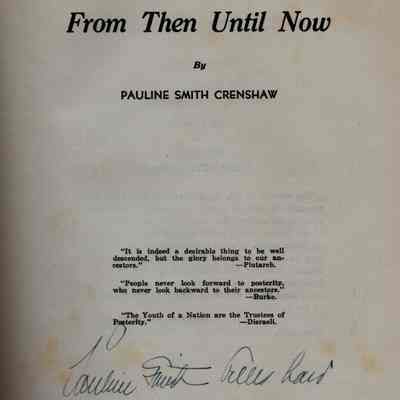 From Then Until Now
By
PAULINE SMITH CRENSHAW
"It is indeed a desirable thing to be well
descended, but the glory belongs to our an-
cestors." —Plutarch.
"People never look forward to posterity,
who never look backward to their ancestors."
—Burke.
"The Youth of a Nation are the Trustees of
Posterity." —Disraeli.
Pauline Smith Crenshaw